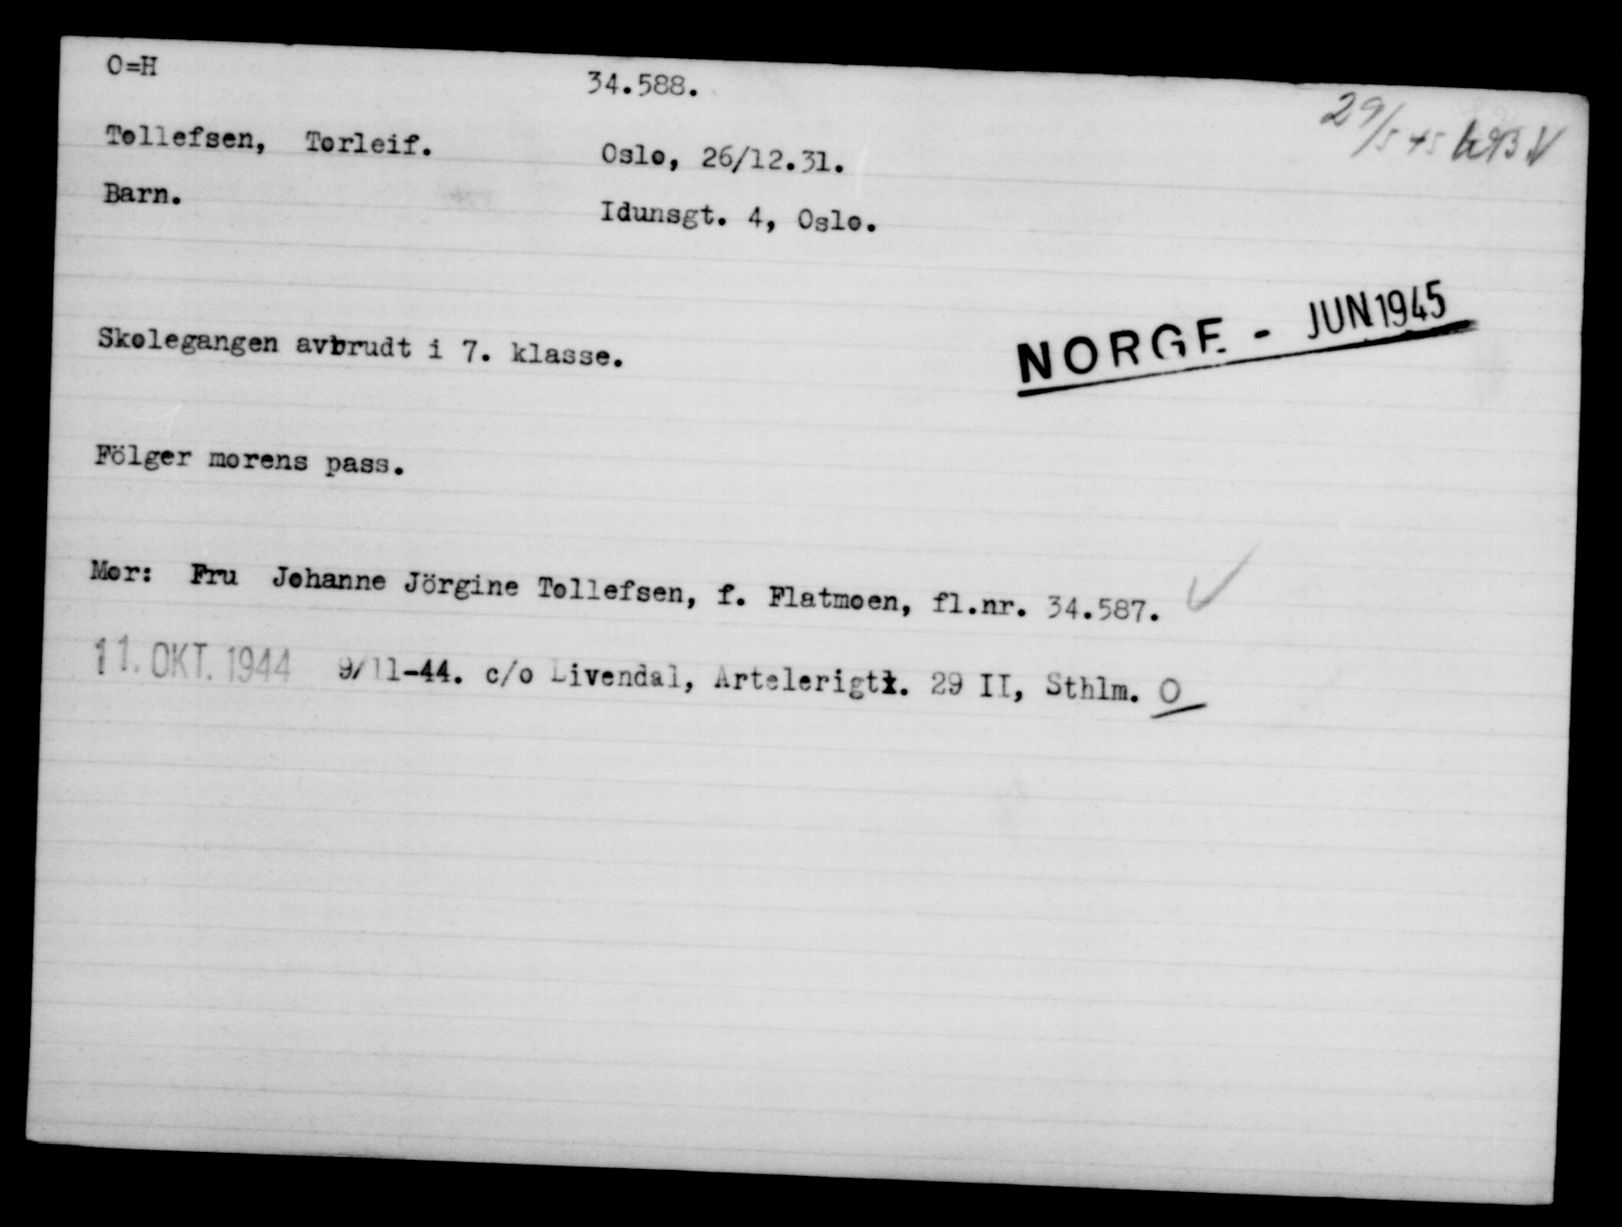 O=H
34.588.
29/5 45
Tollefsen, Torleif.
Oslo, 26/12.31.
Barn.
Idunsgt. 4, Oslo.
NORGE - JUN 1945
Skolegangen avbrudt i 7. klasse.
Fölger morens pass.
Mor: Fru Johanne Jörgine Tollefsen, f. Flatmoen, fl.nr. 34.587.
11. OKT. 1944 9/11-44. c/o Livendal, Artelerigt. 29 II, Sthlm. O